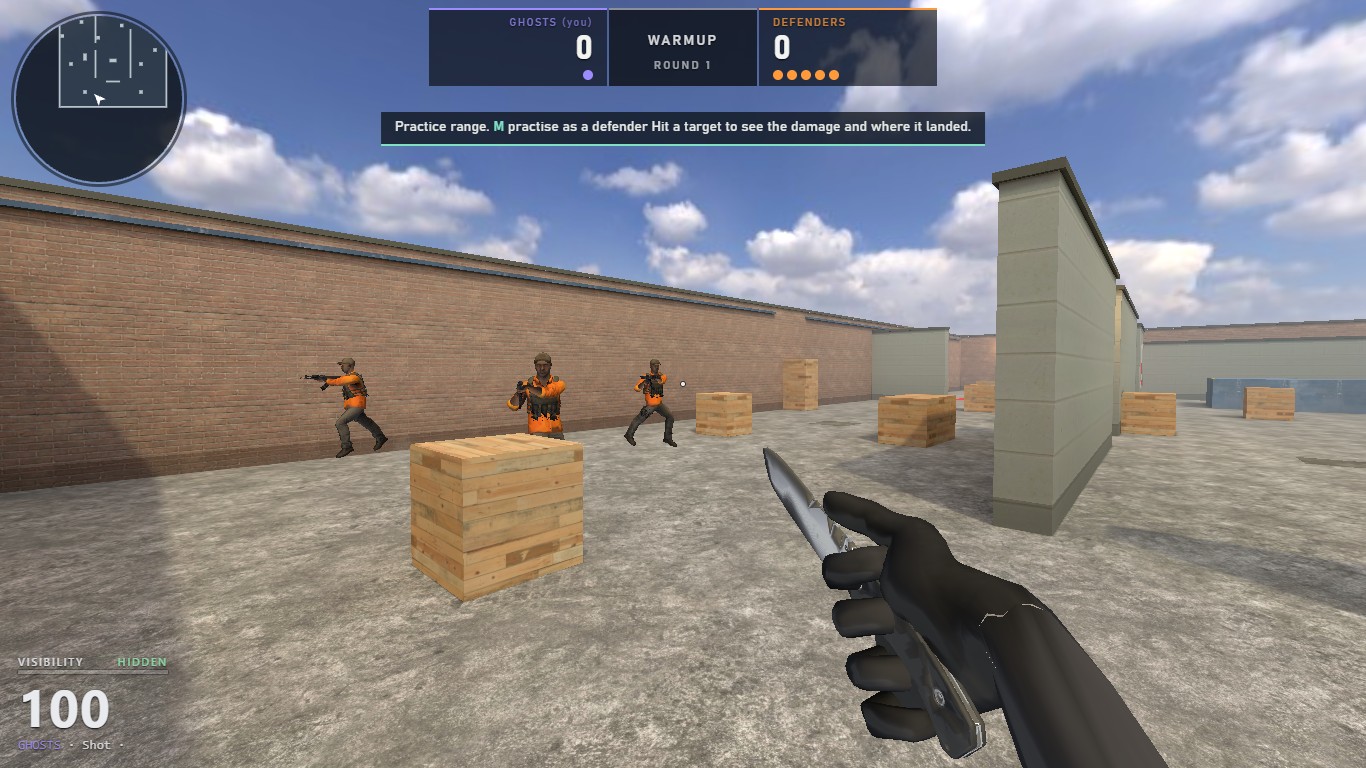 GHOSTS (you)
0
WARMUP
ROUND 1
DEFENDERS
0
Practice range. M practise as a defender Hit a target to see the damage and where it landed.
VISIBILITY HIDDEN
100
GHOSTS · Shot ·